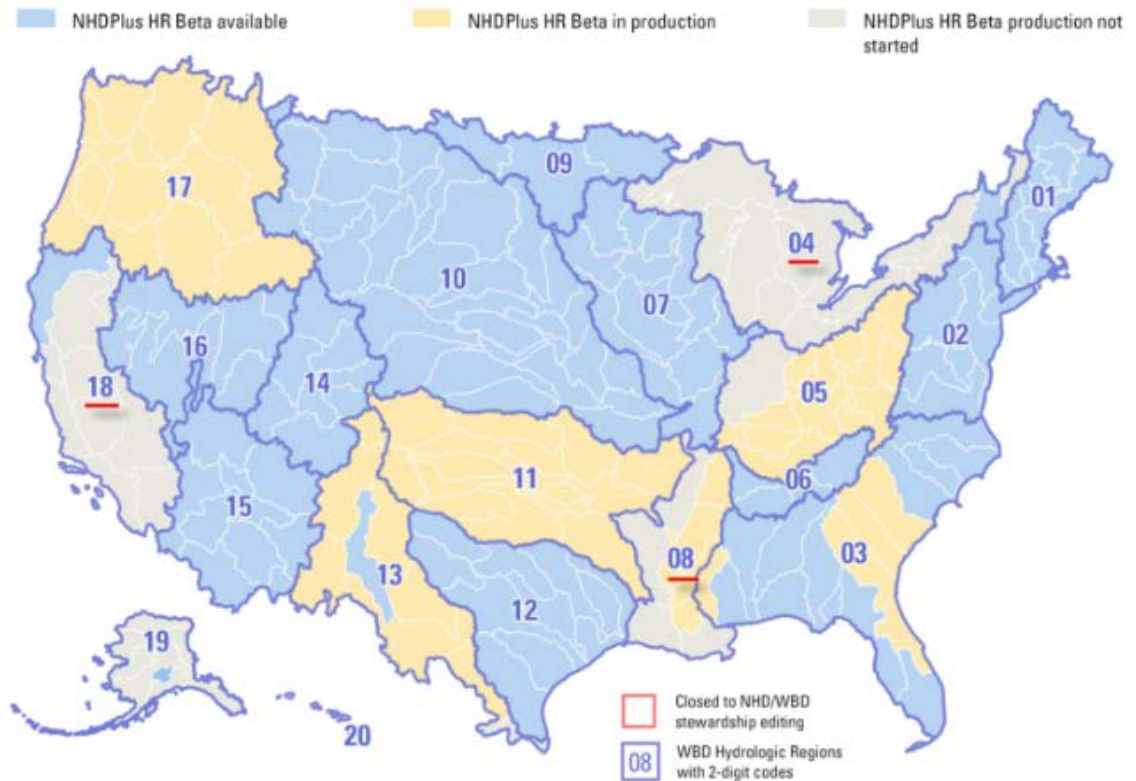 NHDPlus HR Beta available
NHDPlus HR Beta in production
NHDPlus HR Beta production not
started
17
09
01
04
10
07
02
16
18
14
05
11
06
15
03
08
13
12
19
20
Closed to NHD/WBD
stewardship editing
08
WBD Hydrologic Regions
with 2-digit codes